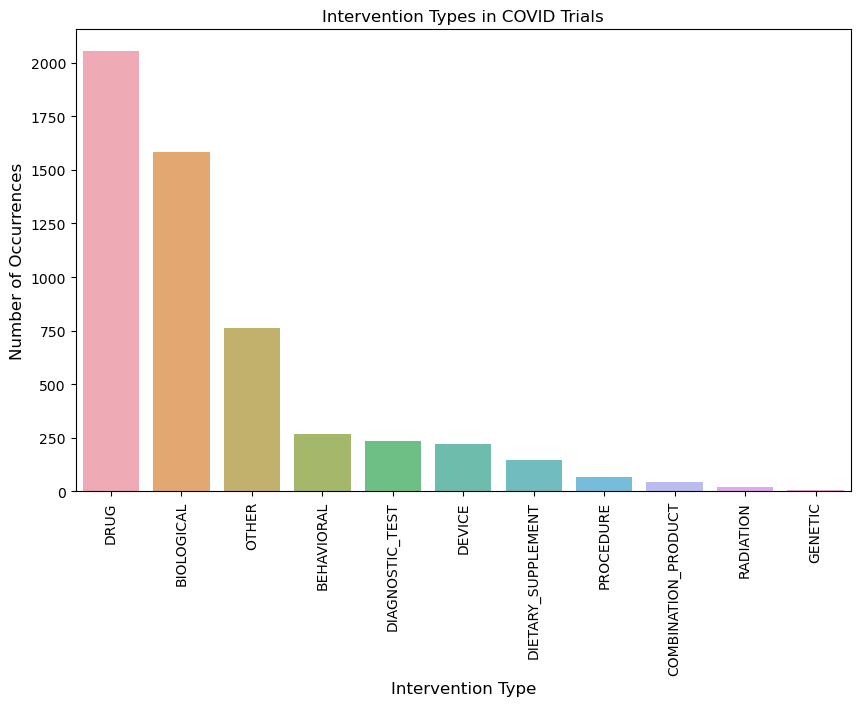 Intervention Types in COVID Trials
Number of Occurrences
2000
1750
1500
1250
1000
750
500
250
0
DRUG
BIOLOGICAL
OTHER
BEHAVIORAL
DIAGNOSTIC_TEST
DEVICE
DIETARY_SUPPLEMENT
PROCEDURE
COMBINATION_PRODUCT
RADIATION
GENETIC
Intervention Type